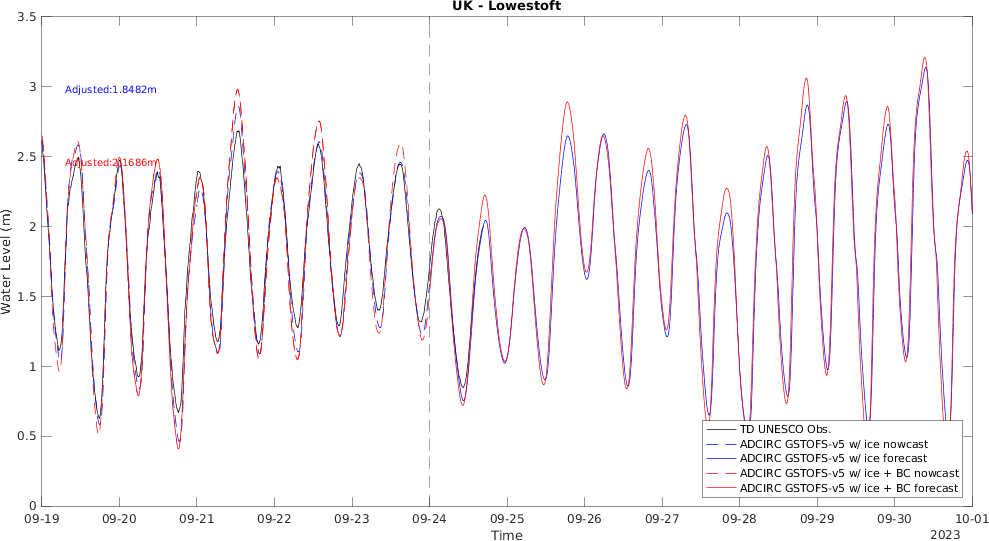 UK - Lowestoft
3.5
3
2.5
2
1.5
1
0.5
0
Water Level (m)
Adjusted:1.8482m
Adjusted:2.1686m
TD UNESCO Obs.
ADCIRC GSTOFS-v5 w/ ice nowcast
ADCIRC GSTOFS-v5 w/ ice forecast
ADCIRC GSTOFS-v5 w/ ice + BC nowcast
ADCIRC GSTOFS-v5 w/ ice + BC forecast
09-19 09-20 09-21 09-22 09-23 09-24 09-25 09-26 09-27 09-28 09-29 09-30 10-01
Time
2023